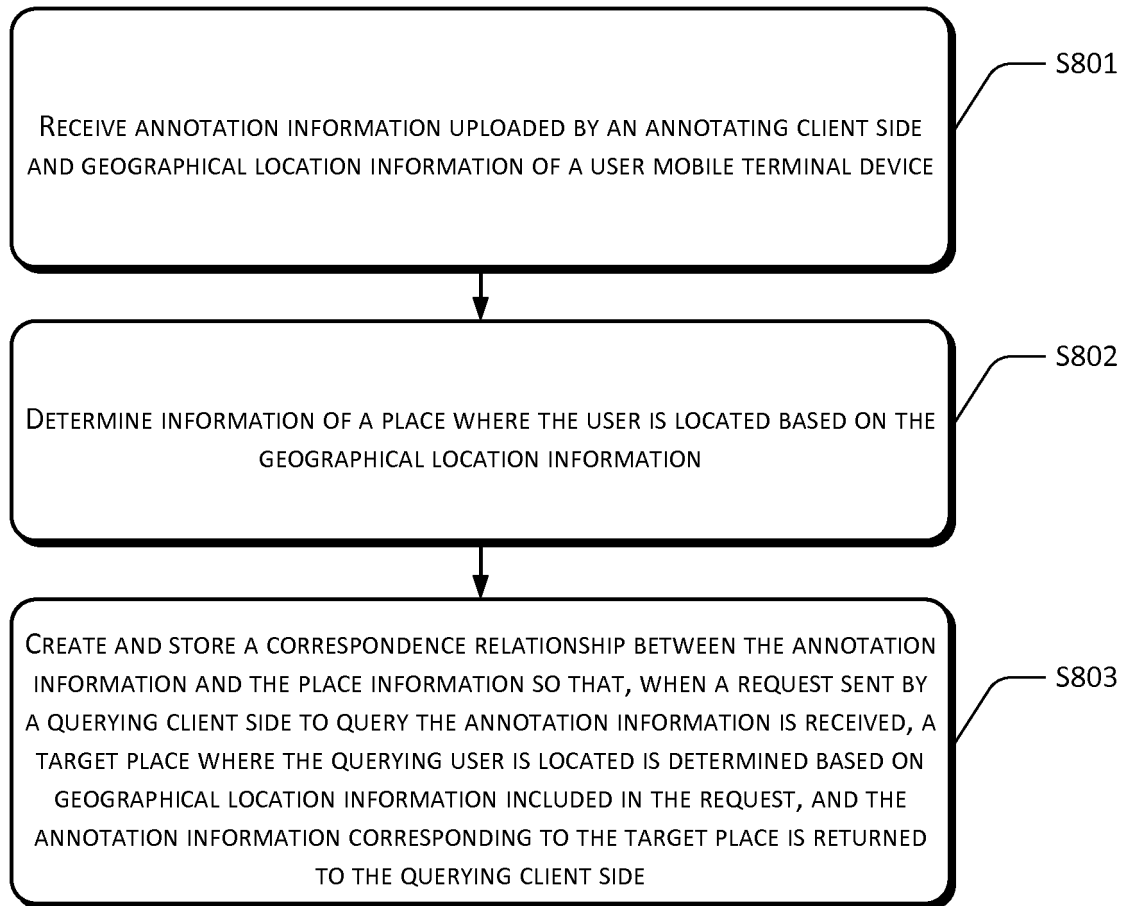 RECEIVE ANNOTATION INFORMATION UPLOADED BY AN ANNOTATING CLIENT SIDE
AND GEOGRAPHICAL LOCATION INFORMATION OF A USER MOBILE TERMINAL DEVICE
S801
DETERMINE INFORMATION OF A PLACE WHERE THE USER IS LOCATED BASED ON THE
GEOGRAPHICAL LOCATION INFORMATION
S802
CREATE AND STORE A CORRESPONDENCE RELATIONSHIP BETWEEN THE ANNOTATION
INFORMATION AND THE PLACE INFORMATION SO THAT, WHEN A REQUEST SENT BY
A QUERYING CLIENT SIDE TO QUERY THE ANNOTATION INFORMATION IS RECEIVED, A
TARGET PLACE WHERE THE QUERYING USER IS LOCATED IS DETERMINED BASED ON
GEOGRAPHICAL LOCATION INFORMATION INCLUDED IN THE REQUEST, AND THE
ANNOTATION INFORMATION CORRESPONDING TO THE TARGET PLACE IS RETURNED
TO THE QUERYING CLIENT SIDE
S803